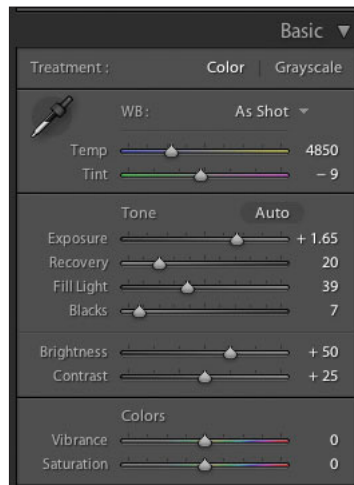 Basic ▼
Treatment : Color | Grayscale
WB: As Shot
Temp 4850
Tint – 9
Tone Auto
Exposure + 1.65
Recovery 20
Fill Light 39
Blacks 7
Brightness + 50
Contrast + 25
Colors
Vibrance 0
Saturation 0